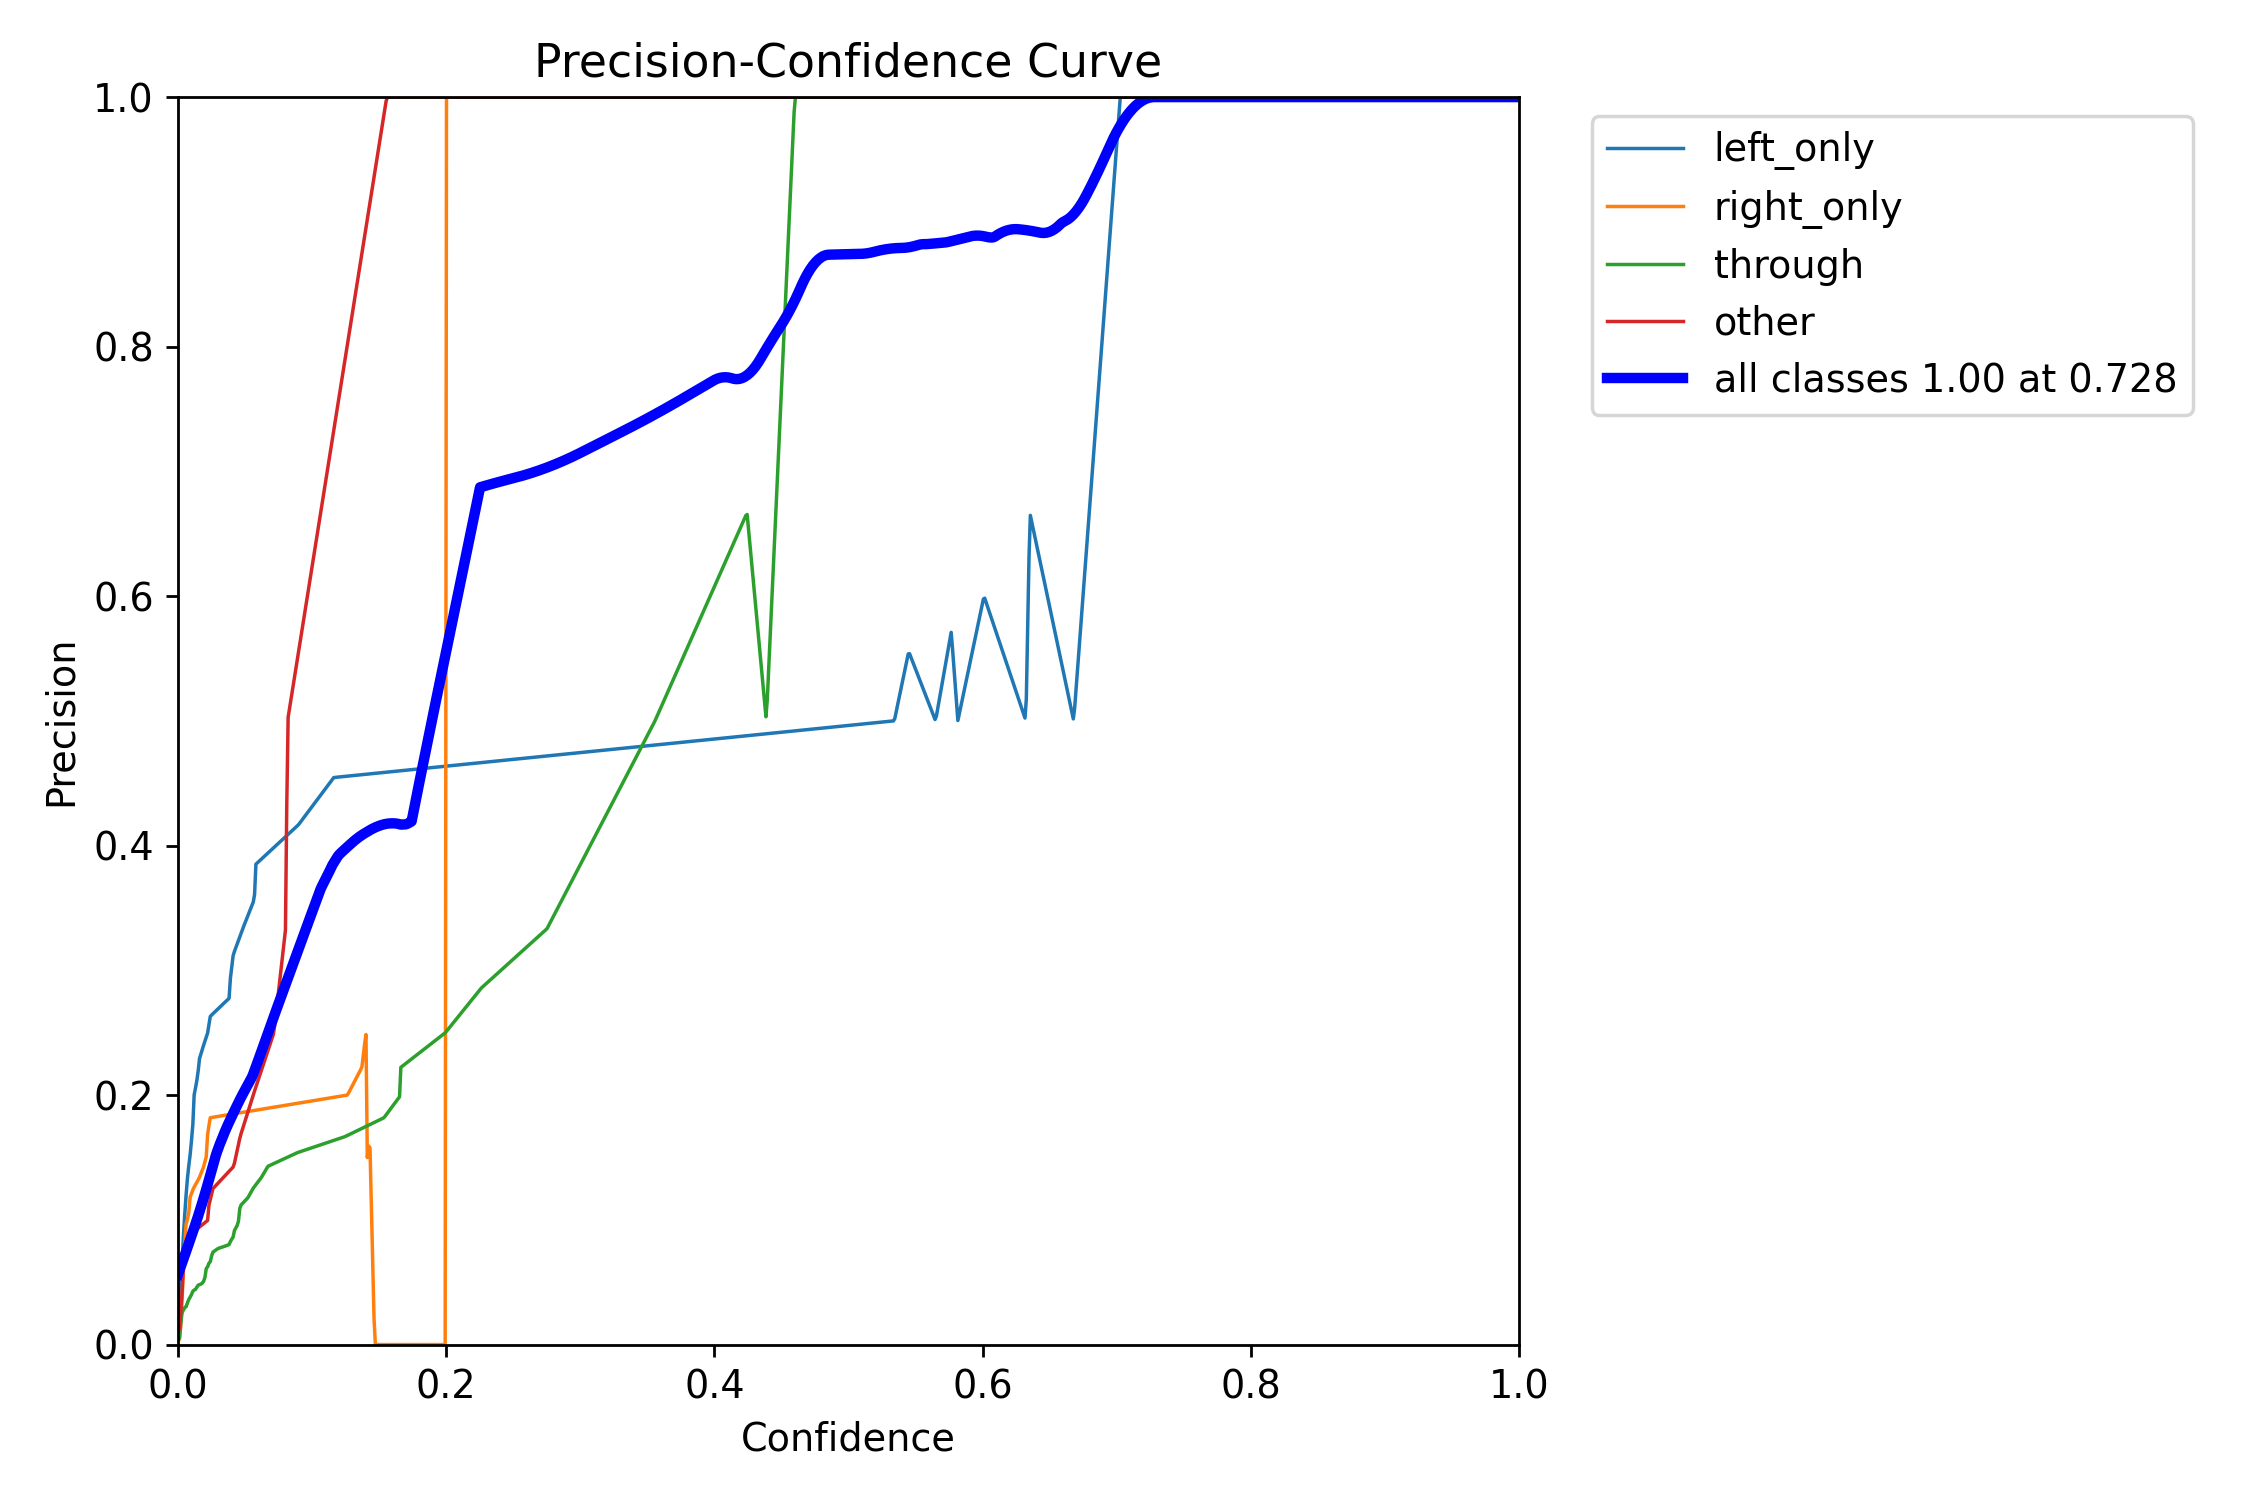 Precision-Confidence Curve
1.0
0.8
0.6
0.4
0.2
0.0
Precision
0.0 0.2 0.4 0.6 0.8 1.0
Confidence
left_only
right_only
through
other
all classes 1.00 at 0.728